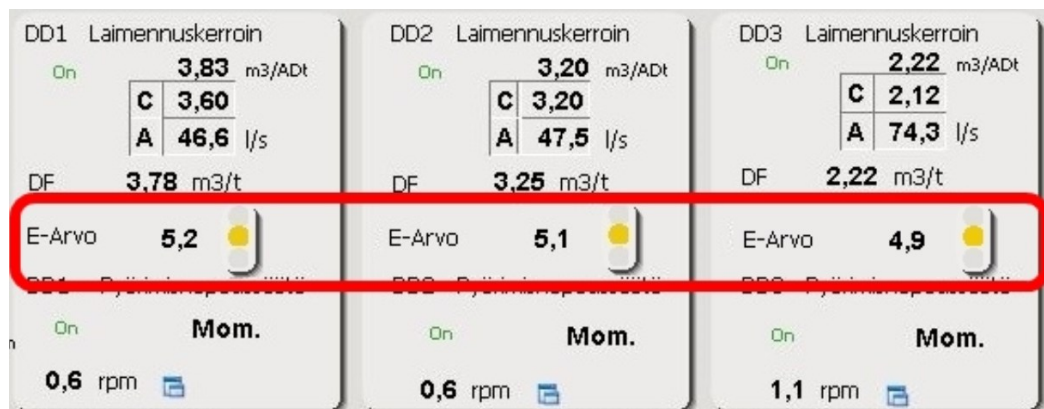 DD1 Laimennuskerroin
On 3,83 m3/ADt
C 3,60
A 46,6 l/s
DF 3,78 m3/t
E-Arvo 5,2
DD1
On Mom.
0,6 rpm
DD2 Laimennuskerroin
On 3,20 m3/ADt
C 3,20
A 47,5 l/s
DF 3,25 m3/t
E-Arvo 5,1
DD2
On Mom.
0,6 rpm
DD3 Laimennuskerroin
On 2,22 m3/ADt
C 2,12
A 74,3 l/s
DF 2,22 m3/t
E-Arvo 4,9
DD3
On Mom.
1,1 rpm